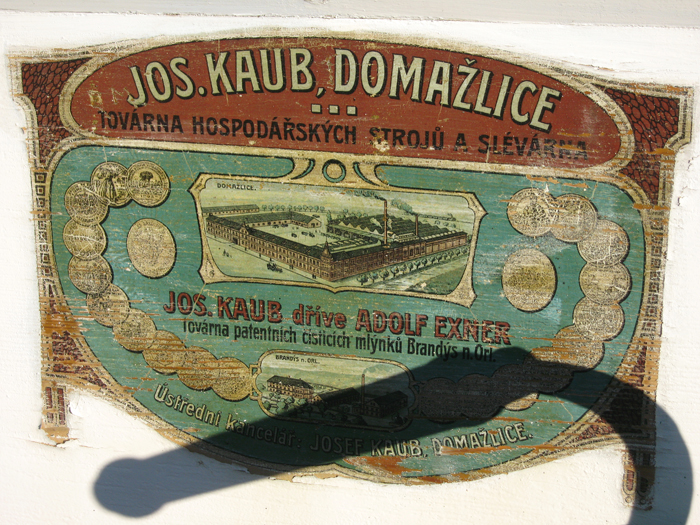 JOS. KAUB, DOMAŽLICE
TOVÁRNA HOSPODÁŘSKÝCH STROJŮ A SLÉVÁRNA
DOMAŽLICE.
JOS. KAUB dříve ADOLF EXNER
Továrna patentních čisticích mlýnků Brandýs n. Orl.
BRANDÝS n. ORL.
Ústřední kancelář: JOSEF KAUB, DOMAŽLICE.